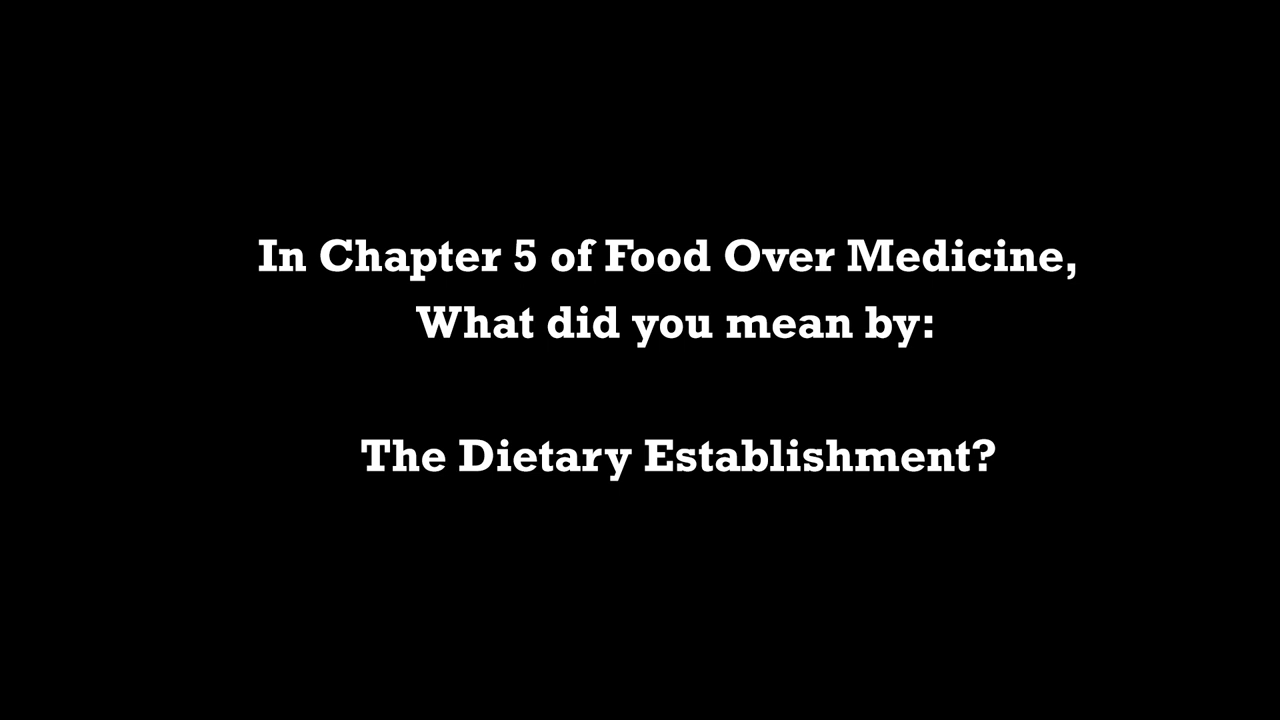 In Chapter 5 of Food Over Medicine,
What did you mean by:
The Dietary Establishment?